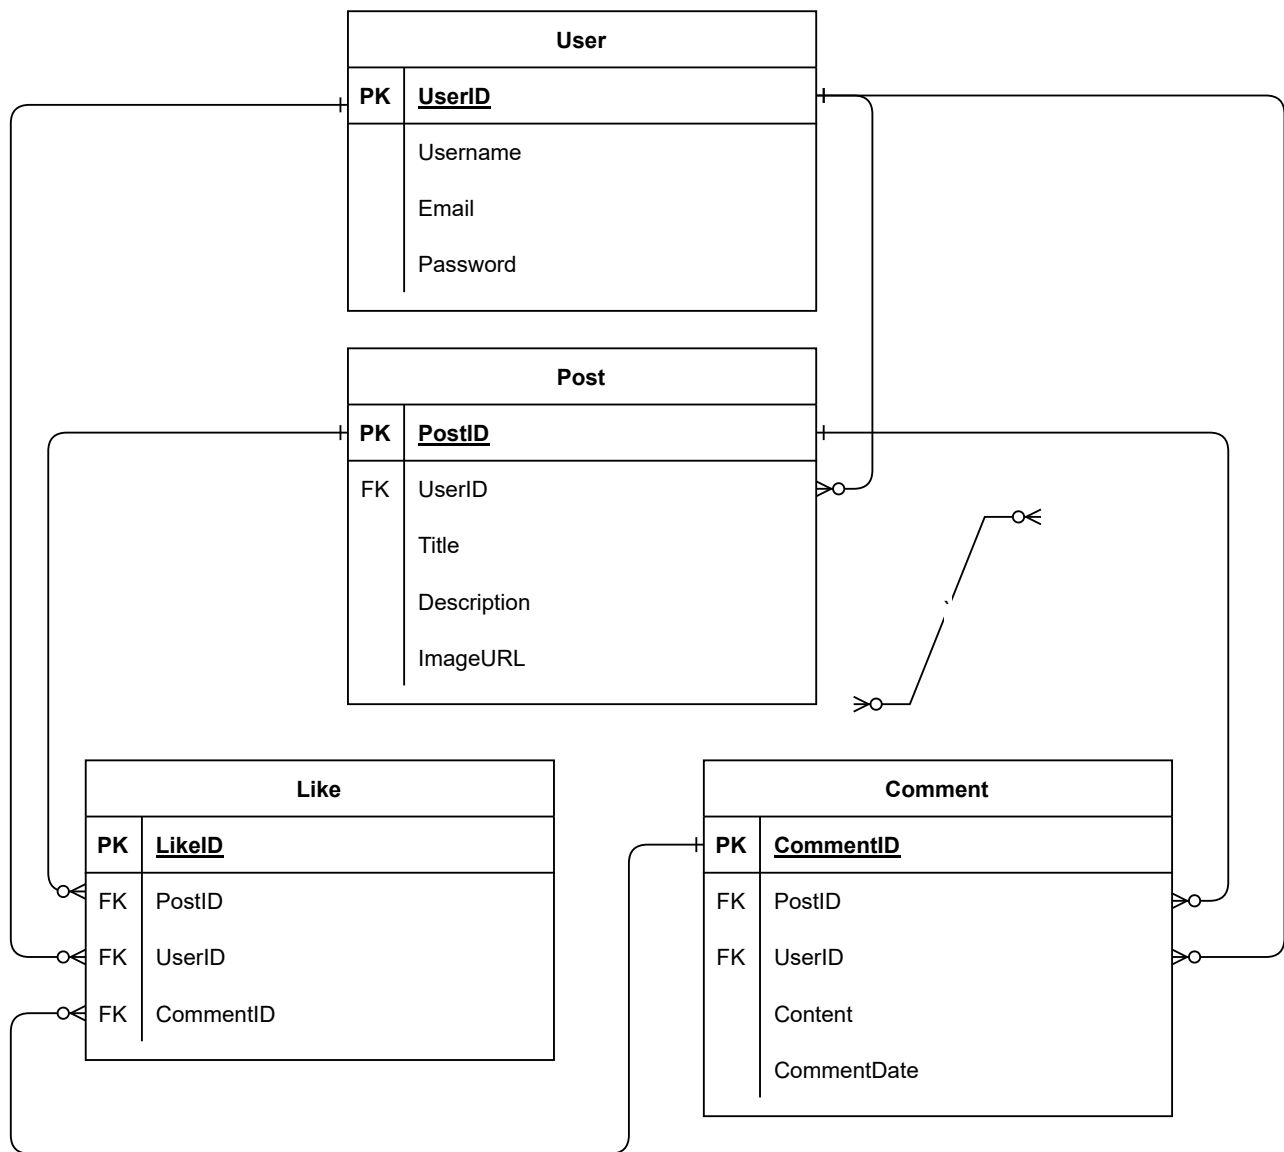 User
PK UserID
Username
Email
Password
Post
PK PostID
FK UserID
Title
Description
ImageURL
Like
PK LikeID
FK PostID
FK UserID
FK CommentID
Comment
PK CommentID
FK PostID
FK UserID
Content
CommentDate